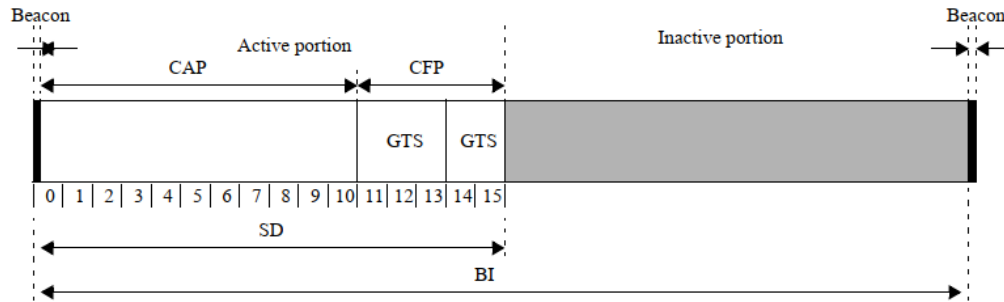 Beacon Beacon
Active portion Inactive portion
CAP CFP
GTS GTS
0 1 2 3 4 5 6 7 8 9 10 11 12 13 14 15
SD
BI